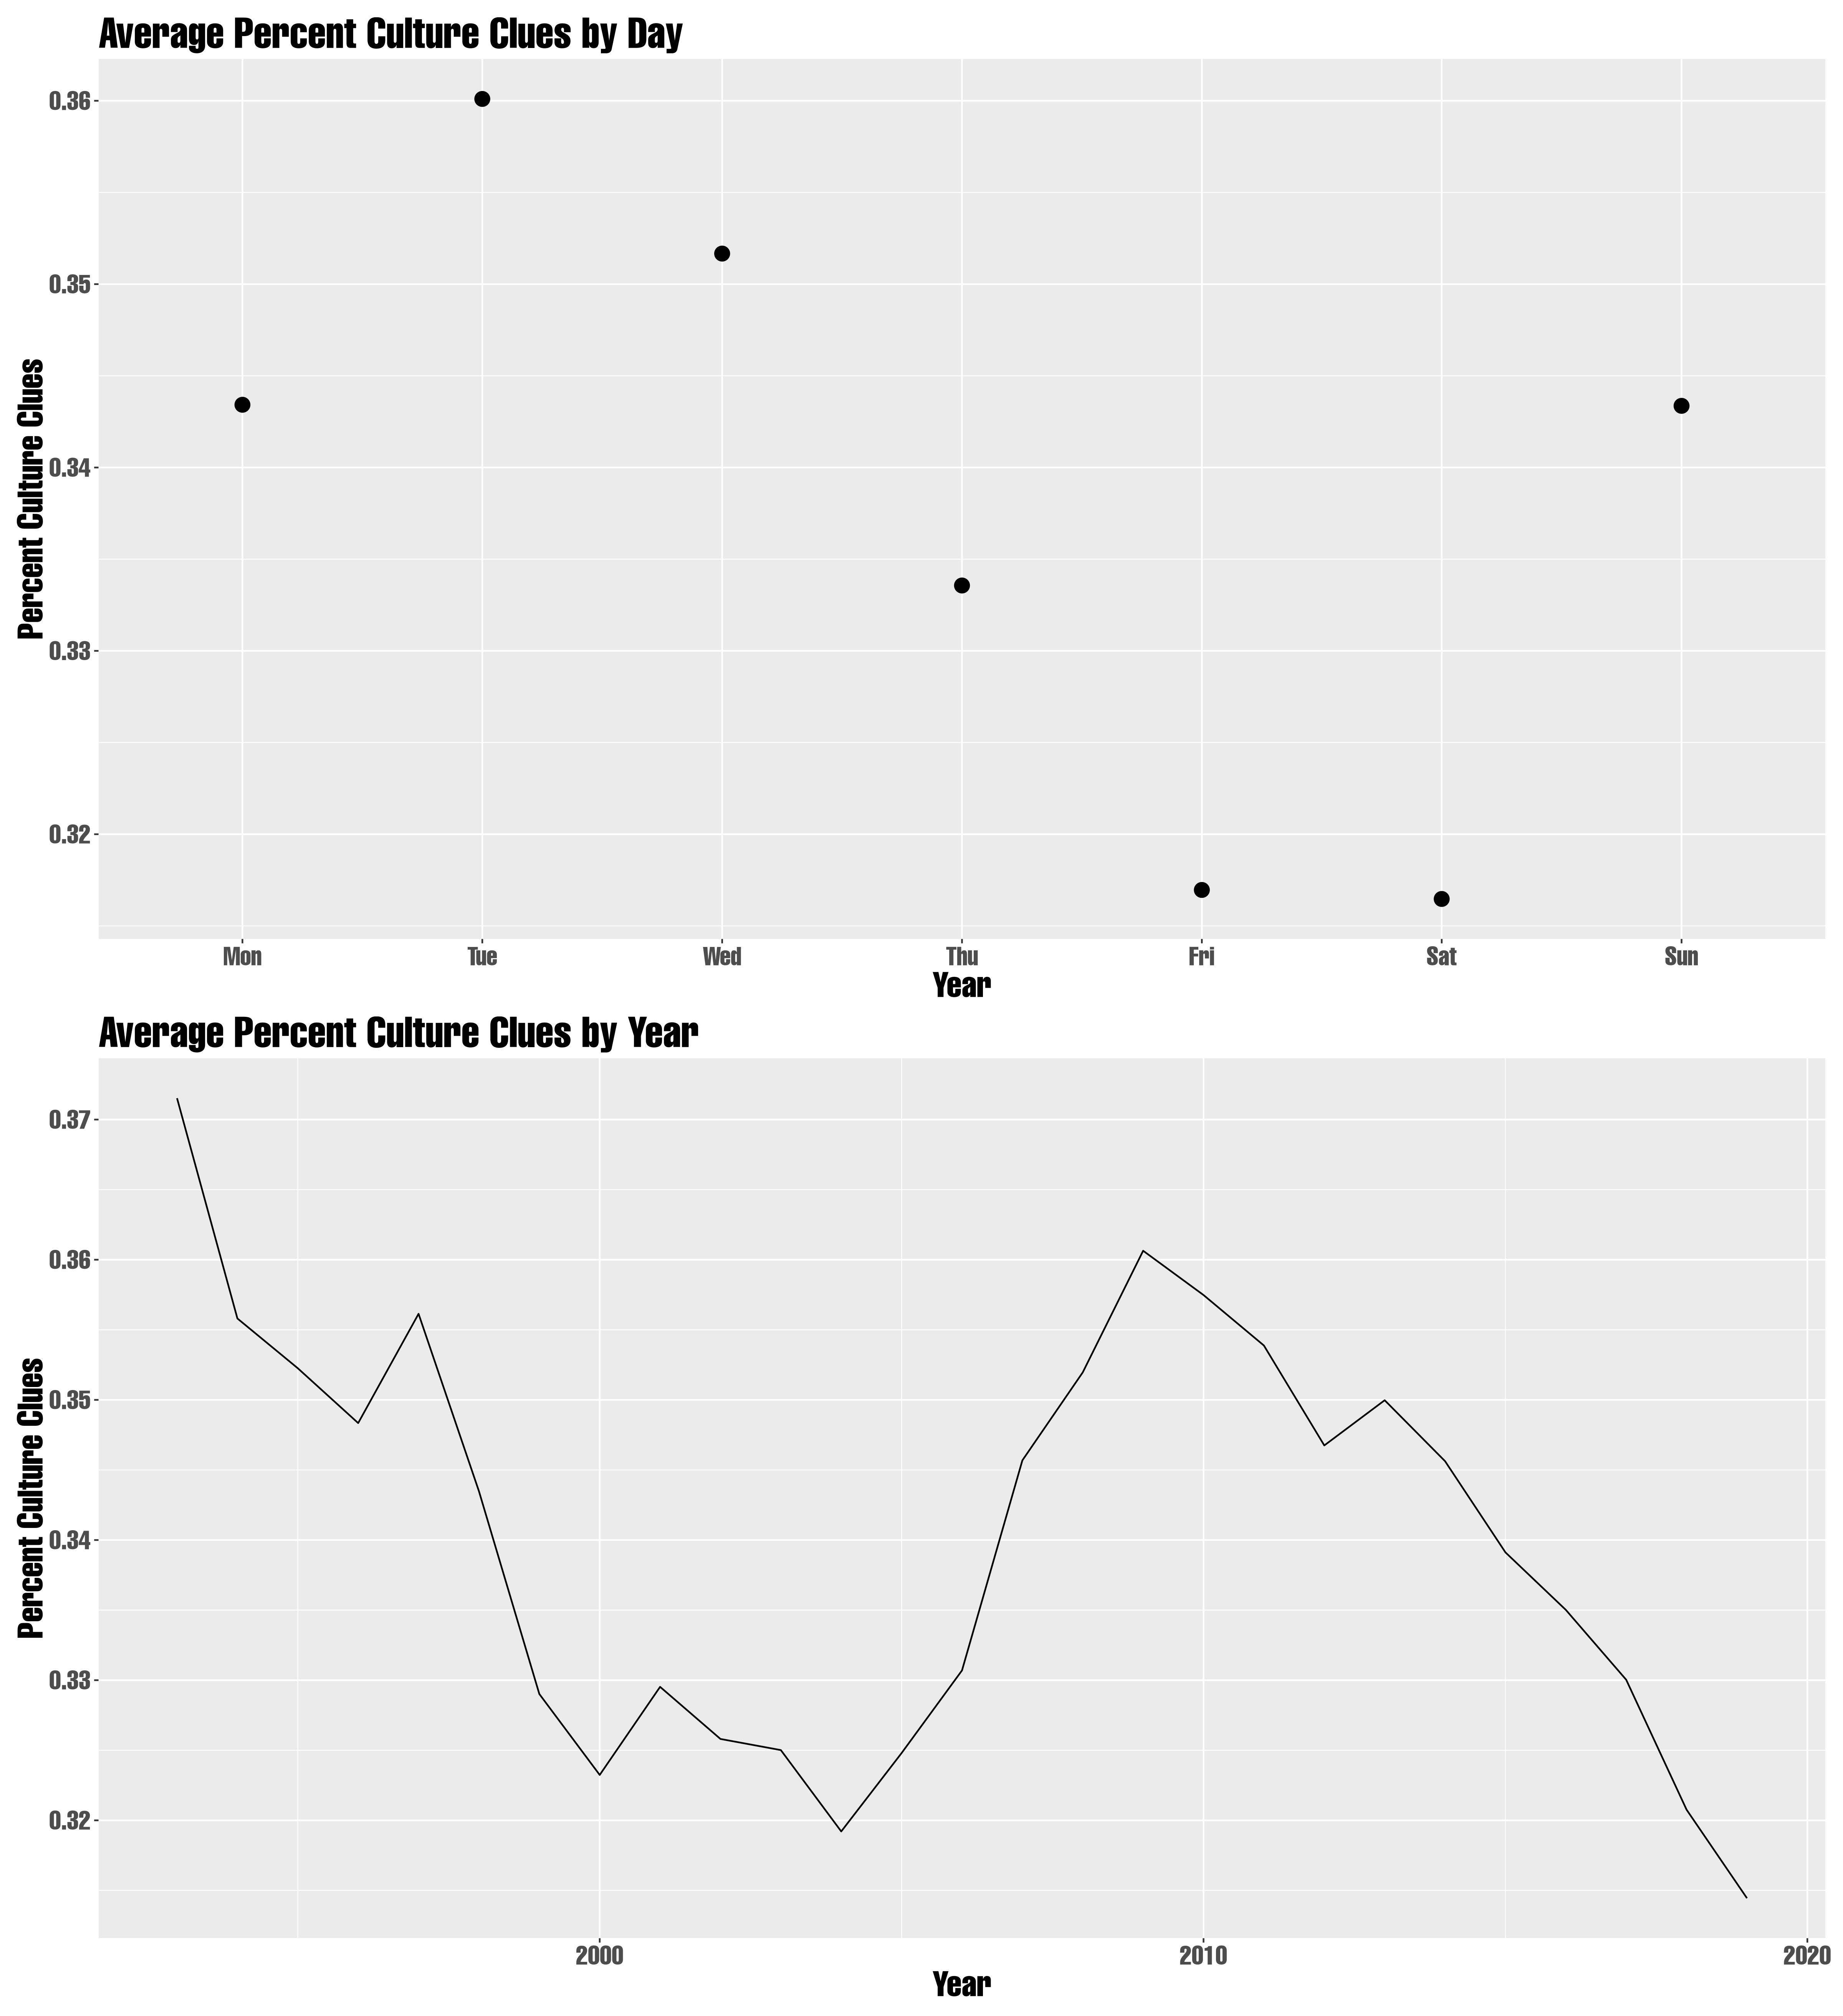 Average Percent Culture Clues by Day
Percent Culture Clues
0.36
0.35
0.34
0.33
0.32
Mon Tue Wed Thu Fri Sat Sun
Year
Average Percent Culture Clues by Year
Percent Culture Clues
0.37
0.36
0.35
0.34
0.33
0.32
2000 2010 2020
Year